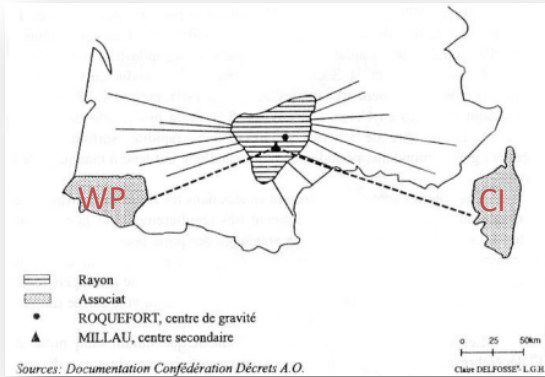 WP
CI
Rayon
Associat
ROQUEFORT, centre de gravité
MILLAU, centre secondaire
0 25 50km
Sources: Documentation Confédération Décrets A.O.
Claire DELFOSSE - L.G.H.